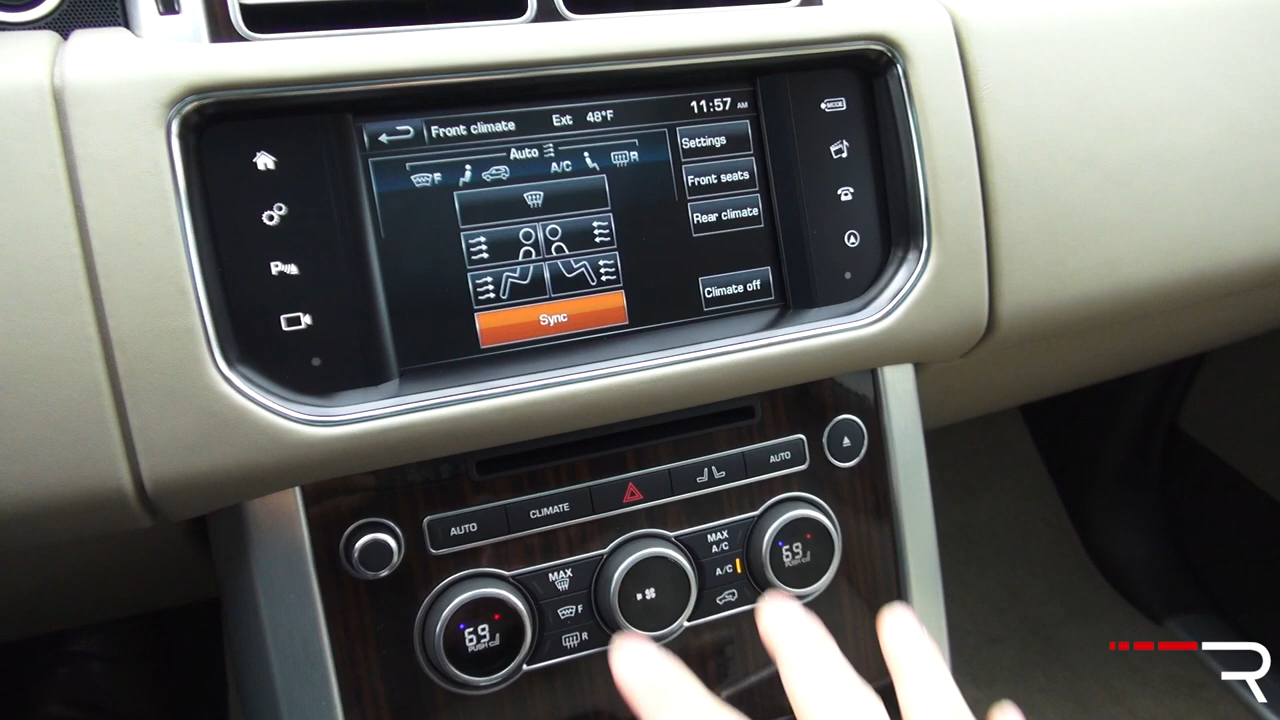 Front climate Ext 48°F 11:57 AM
MODE
Auto
F A/C R
Settings
Front seats
Rear climate
Sync
Climate off
AUTO CLIMATE AUTO
MAX
F
R
MAX
A/C
A/C
69
PUSH
69
PUSH
R